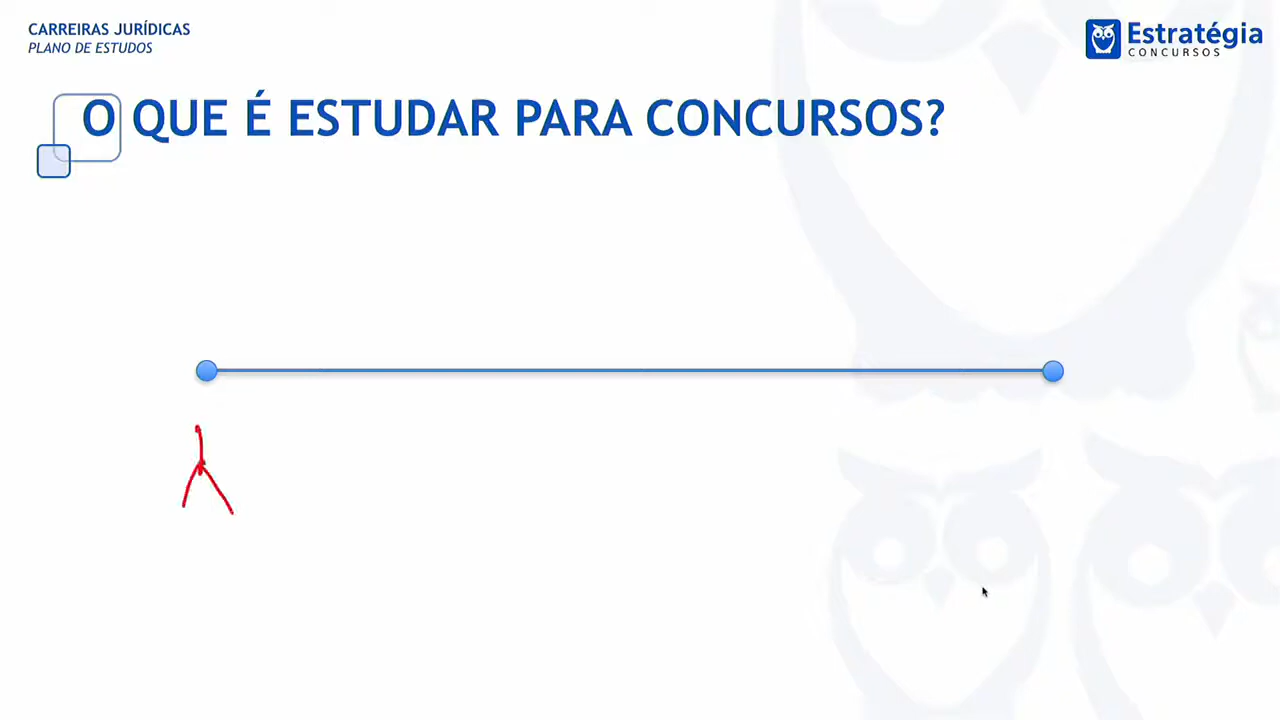 CARREIRAS JURÍDICAS
PLANO DE ESTUDOS
Estratégia
CONCURSOS
O QUE É ESTUDAR PARA CONCURSOS?